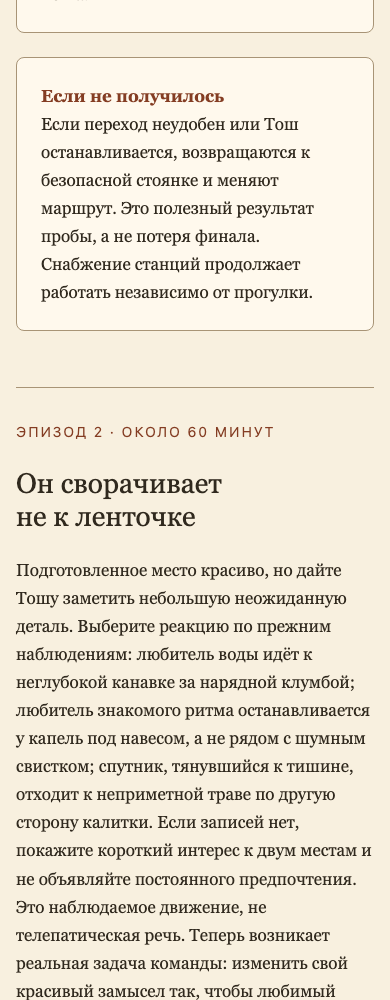 Если не получилось
Если переход неудобен или Тош
останавливается, возвращаются к
безопасной стоянке и меняют
маршрут. Это полезный результат
пробы, а не потеря финала.
Снабжение станций продолжает
работать независимо от прогулки.
ЭПИЗОД 2 · ОКОЛО 60 МИНУТ
Он сворачивает
не к ленточке
Подготовленное место красиво, но дайте
Тошу заметить небольшую неожиданную
деталь. Выберите реакцию по прежним
наблюдениям: любитель воды идёт к
неглубокой канавке за нарядной клумбой;
любитель знакомого ритма останавливается
у капель под навесом, а не рядом с шумным
свистком; спутник, тянувшийся к тишине,
отходит к неприметной траве по другую
сторону калитки. Если записей нет,
покажите короткий интерес к двум местам и
не объявляйте постоянного предпочтения.
Это наблюдаемое движение, не
телепатическая речь. Теперь возникает
реальная задача команды: изменить свой
красивый замысел так, чтобы любимый